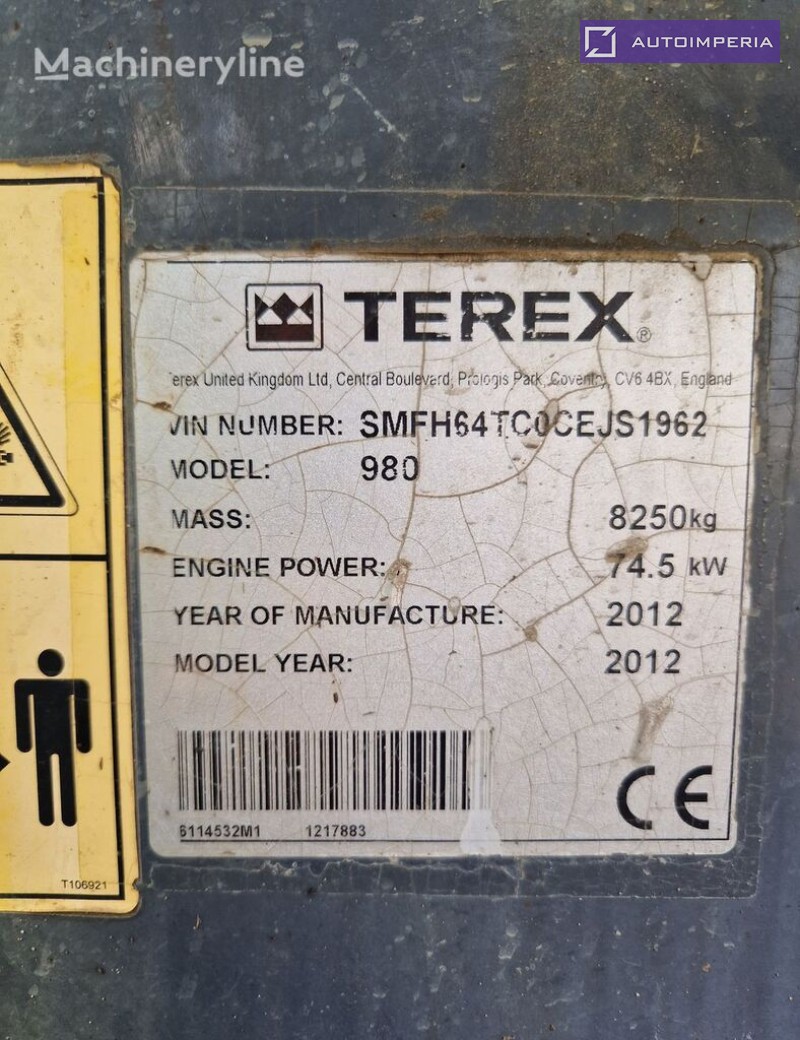 Machineryline
AUTOIMPERIA
TEREX®
erex United Kingdom Ltd, Central Boulevard, Prologis Park, Coventry, CV6 4BX, England
VIN NUMBER: SMFH64TC0CEJS1962
MODEL: 980
MASS: 8250kg
ENGINE POWER: 74.5 kW
YEAR OF MANUFACTURE: 2012
MODEL YEAR: 2012
6114532M1 1217883
CE
T106921